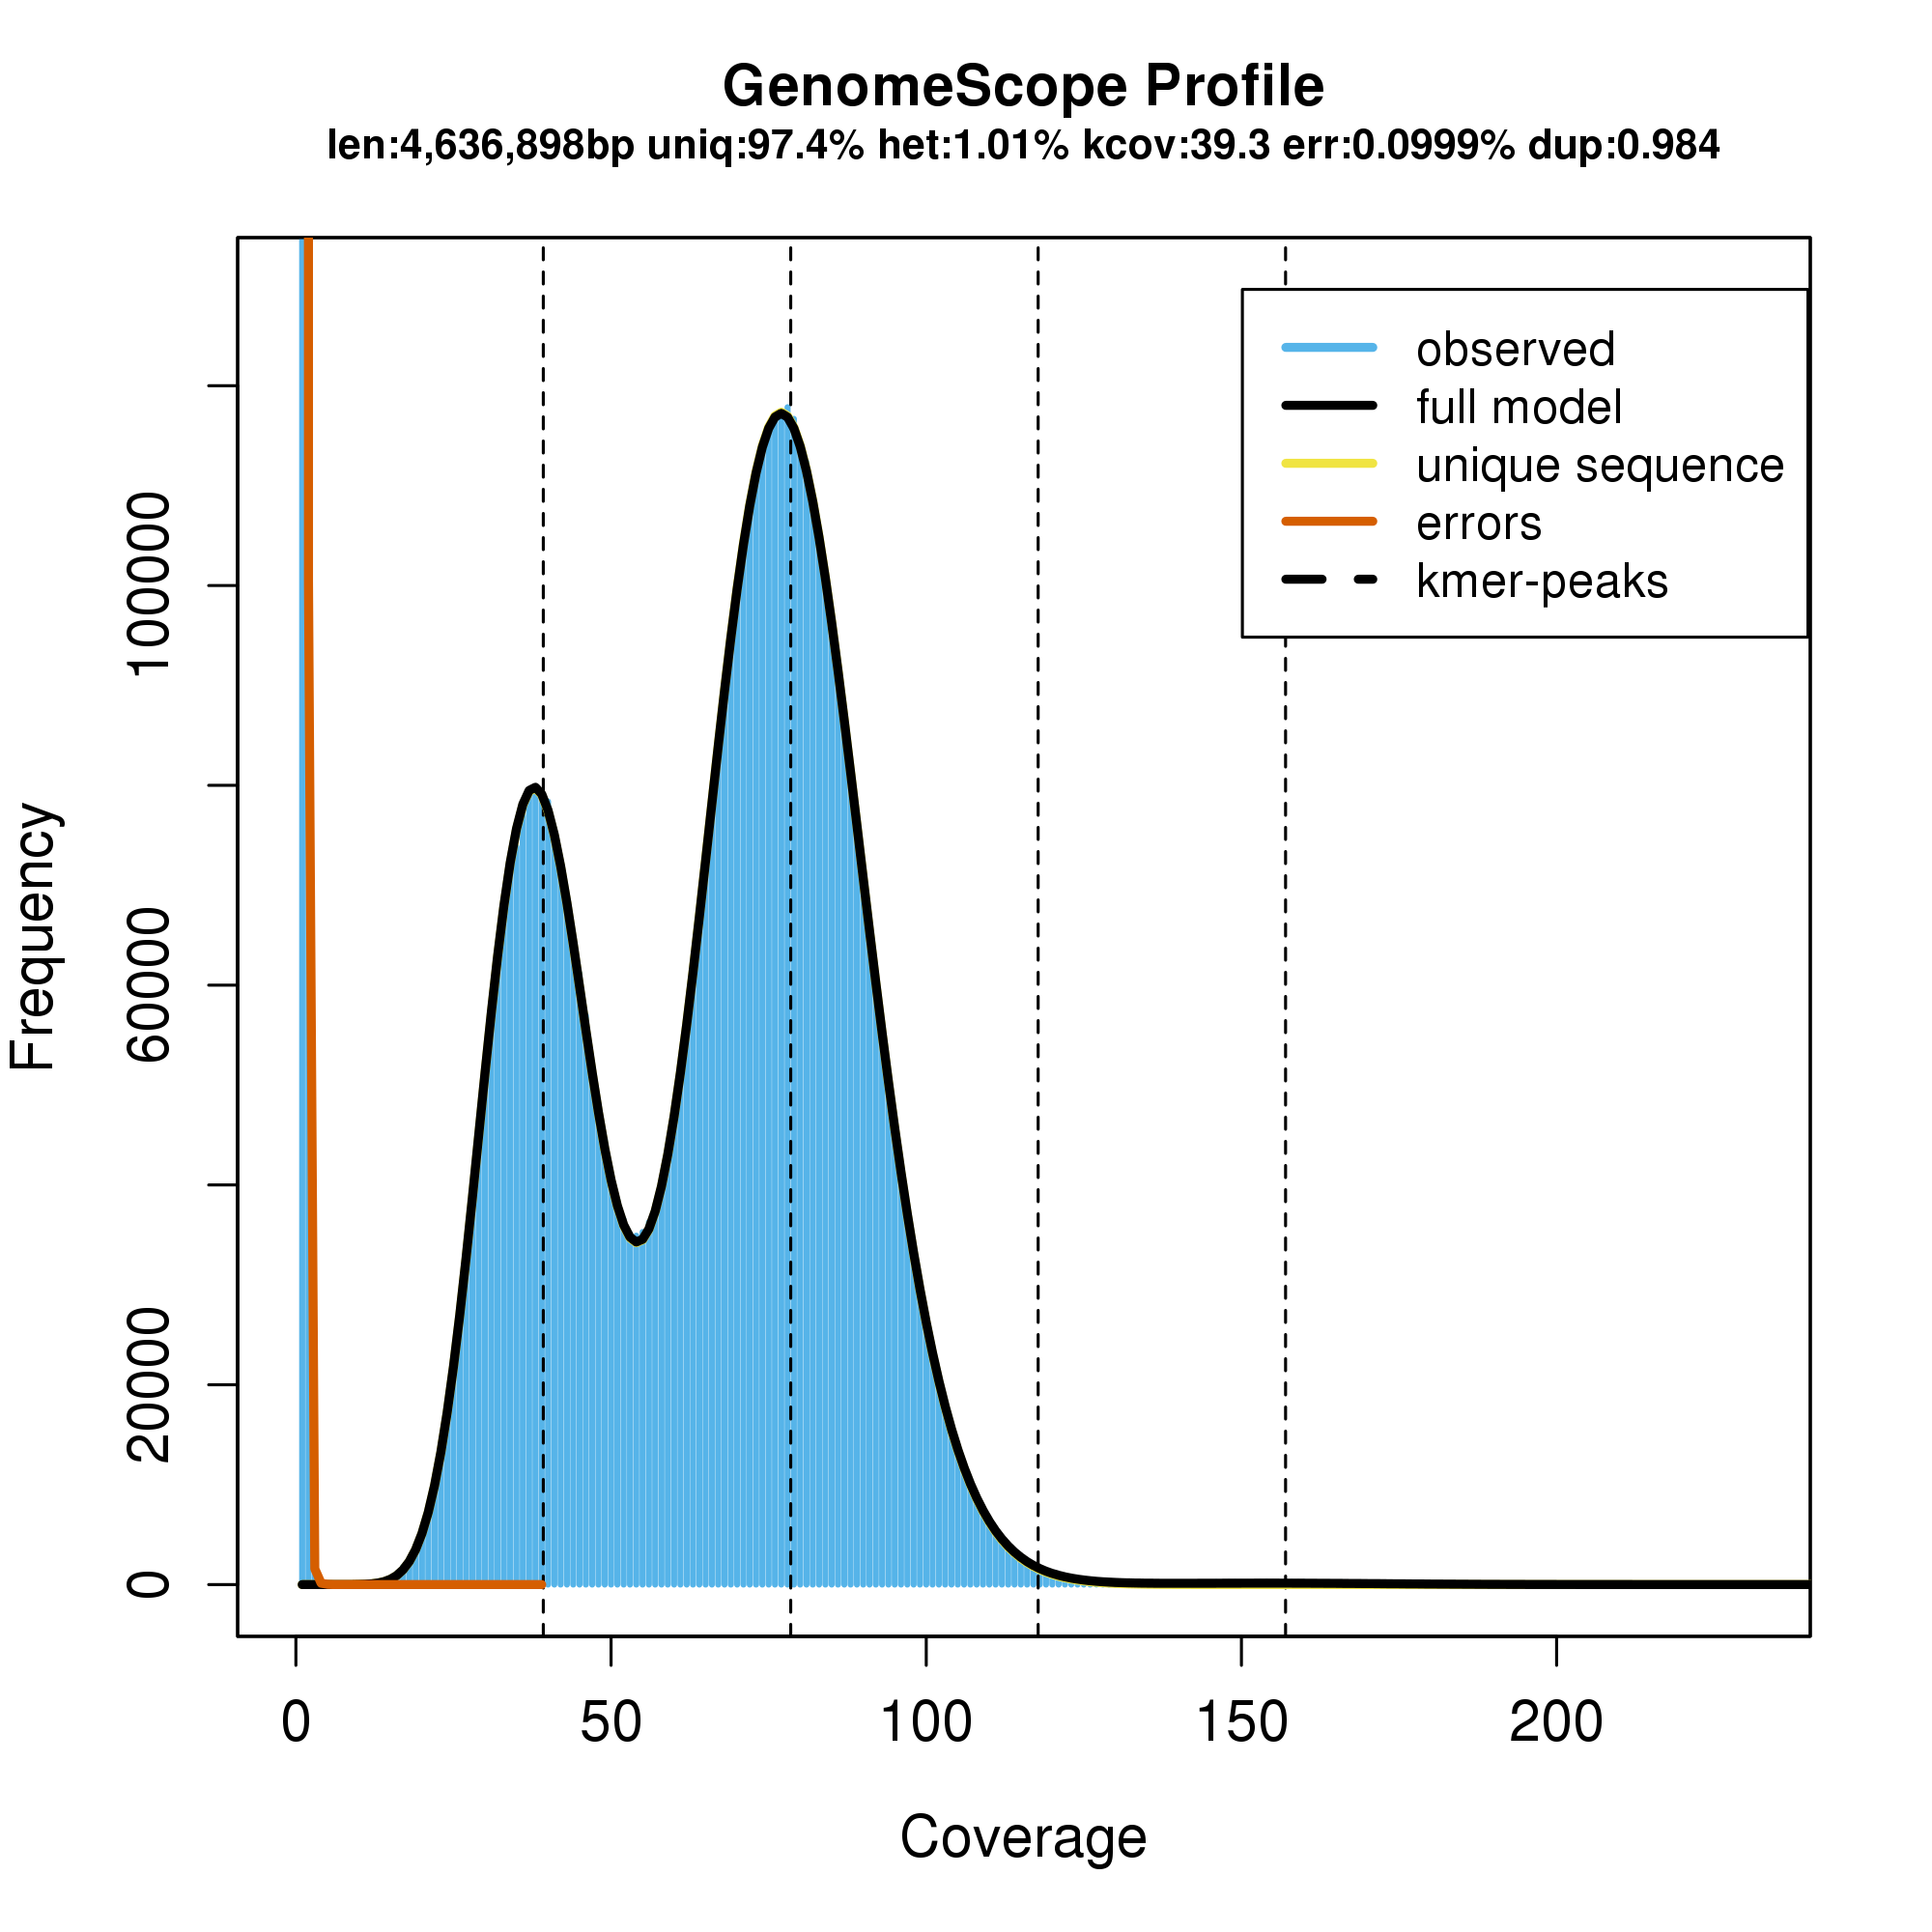 GenomeScope Profile
len:4,636,898bp uniq:97.4% het:1.01% kcov:39.3 err:0.0999% dup:0.984
observed
full model
unique sequence
errors
kmer-peaks
Frequency
100000
60000
20000
0
0 50 100 150 200
Coverage